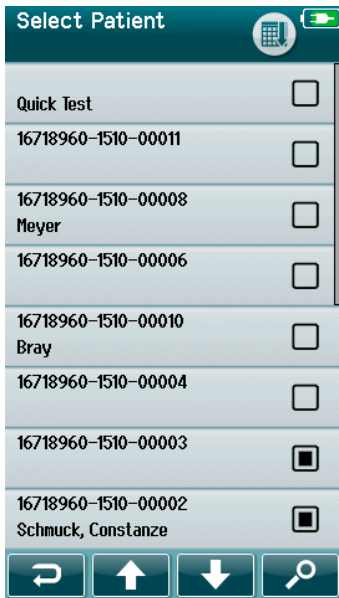 Select Patient
Quick Test
16718960-1510-00011
16718960-1510-00008
Meyer
16718960-1510-00006
16718960-1510-00010
Bray
16718960-1510-00004
16718960-1510-00003
16718960-1510-00002
Schmuck, Constanze